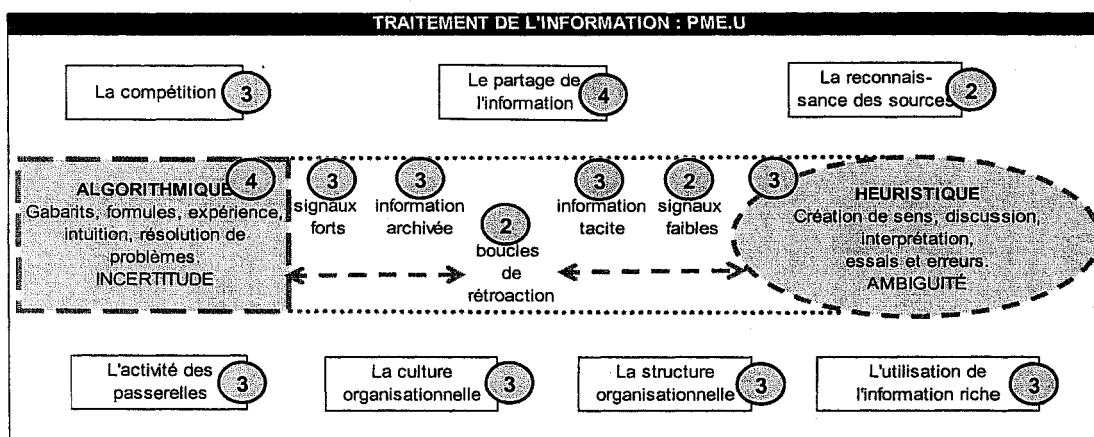 TRAITEMENT DE L'INFORMATION : PME.U
La compétition 3
Le partage de
l'information 4
La reconnais-
sance des sources 2
ALGORITHMIQUE 4
Gabarits, formules, expérience,
intuition, résolution de
problèmes.
INCERTITUDE
3
signaux
forts
3
information
archivée
2
boucles
de
rétroaction
3
information
tacite
2
signaux
faibles
3
HEURISTIQUE
Création de sens, discussion,
interprétation,
essais et erreurs.
AMBIGUITÉ
L'activité des
passerelles 3
La culture
organisationnelle 3
La structure
organisationnelle 3
L'utilisation de
l'information riche 3